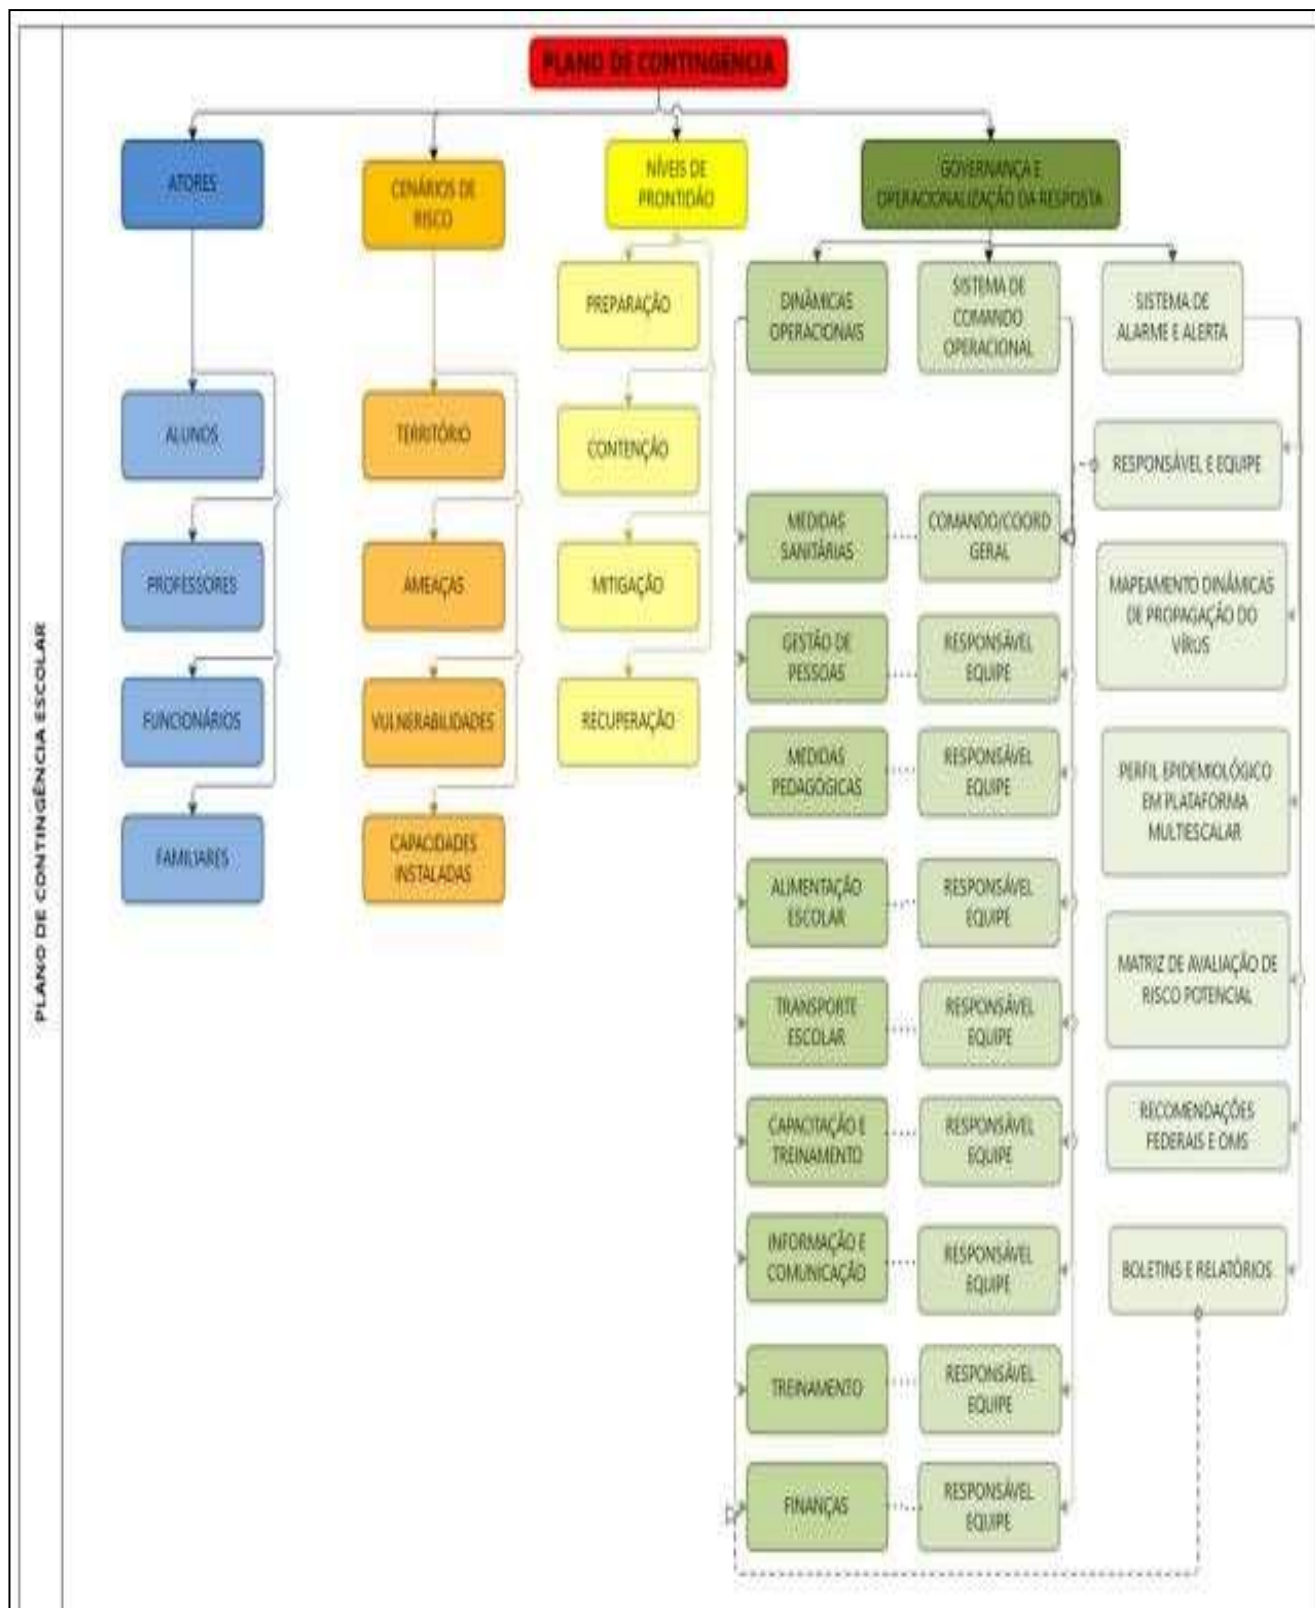 PLANO DE CONTINGÊNCIA ESCOLAR
PLANO DE CONTINGÊNCIA
ATORES
ALUNOS
PROFESSORES
FUNCIONÁRIOS
FAMILIARES
CENÁRIOS DE
RISCO
TERRITÓRIO
AMEAÇAS
VULNERABILIDADES
CAPACIDADES
INSTALADAS
NÍVEIS DE
PRONTIDÃO
PREPARAÇÃO
CONTENÇÃO
MITIGAÇÃO
RECUPERAÇÃO
GOVERNANÇA E
OPERACIONALIZAÇÃO DA RESPOSTA
DINÂMICAS
OPERACIONAIS
MEDIDAS
SANITÁRIAS
GESTÃO DE
PESSOAS
MEDIDAS
PEDAGÓGICAS
ALIMENTAÇÃO
ESCOLAR
TRANSPORTE
ESCOLAR
CAPACITAÇÃO E
TREINAMENTO
INFORMAÇÃO E
COMUNICAÇÃO
TREINAMENTO
FINANÇAS
SISTEMA DE
COMANDO
OPERACIONAL
COMANDO/COORD
GERAL
RESPONSÁVEL
EQUIPE
RESPONSÁVEL
EQUIPE
RESPONSÁVEL
EQUIPE
RESPONSÁVEL
EQUIPE
RESPONSÁVEL
EQUIPE
RESPONSÁVEL
EQUIPE
RESPONSÁVEL
EQUIPE
RESPONSÁVEL
EQUIPE
SISTEMA DE
ALARME E ALERTA
RESPONSÁVEL E EQUIPE
MAPEAMENTO DINÂMICAS
DE PROPAGAÇÃO DO
VÍRUS
PERFIL EPIDEMIOLÓGICO
EM PLATAFORMA
MULTIESCALAR
MATRIZ DE AVALIAÇÃO DE
RISCO POTENCIAL
RECOMENDAÇÕES
FEDERAIS E OMS
BOLETINS E RELATÓRIOS